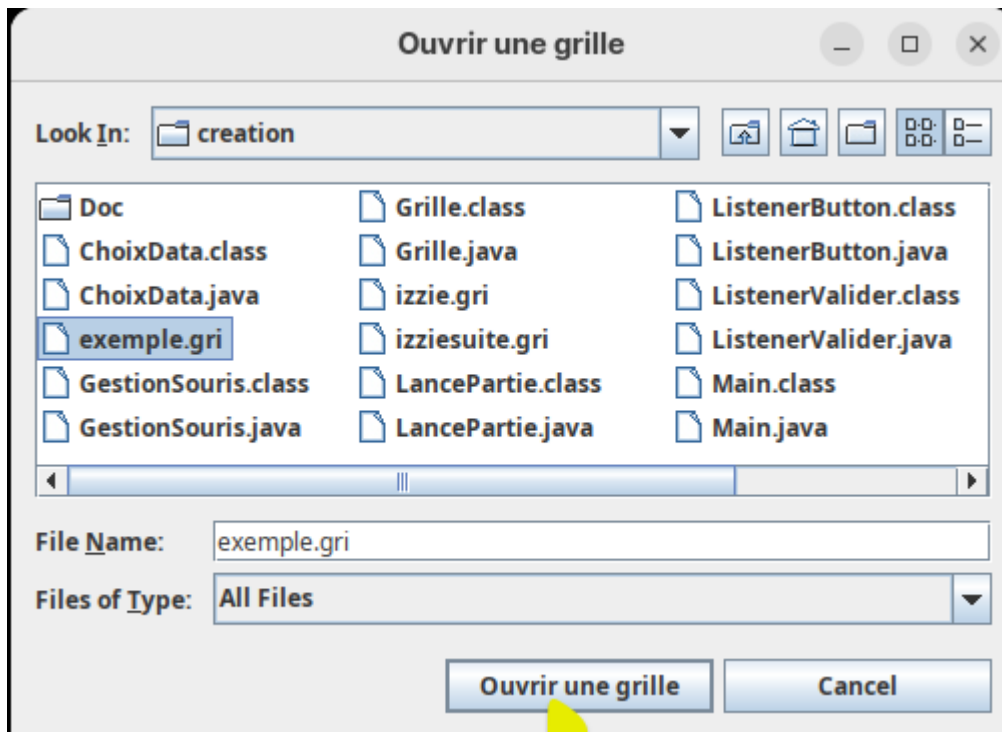 Ouvrir une grille
Look In: creation
Doc Grille.class ListenerButton.class
ChoixData.class Grille.java ListenerButton.java
ChoixData.java izzie.gri ListenerValider.class
exemple.gri izziesuite.gri ListenerValider.java
GestionSouris.class LancePartie.class Main.class
GestionSouris.java LancePartie.java Main.java
File Name: exemple.gri
Files of Type: All Files
Ouvrir une grille Cancel